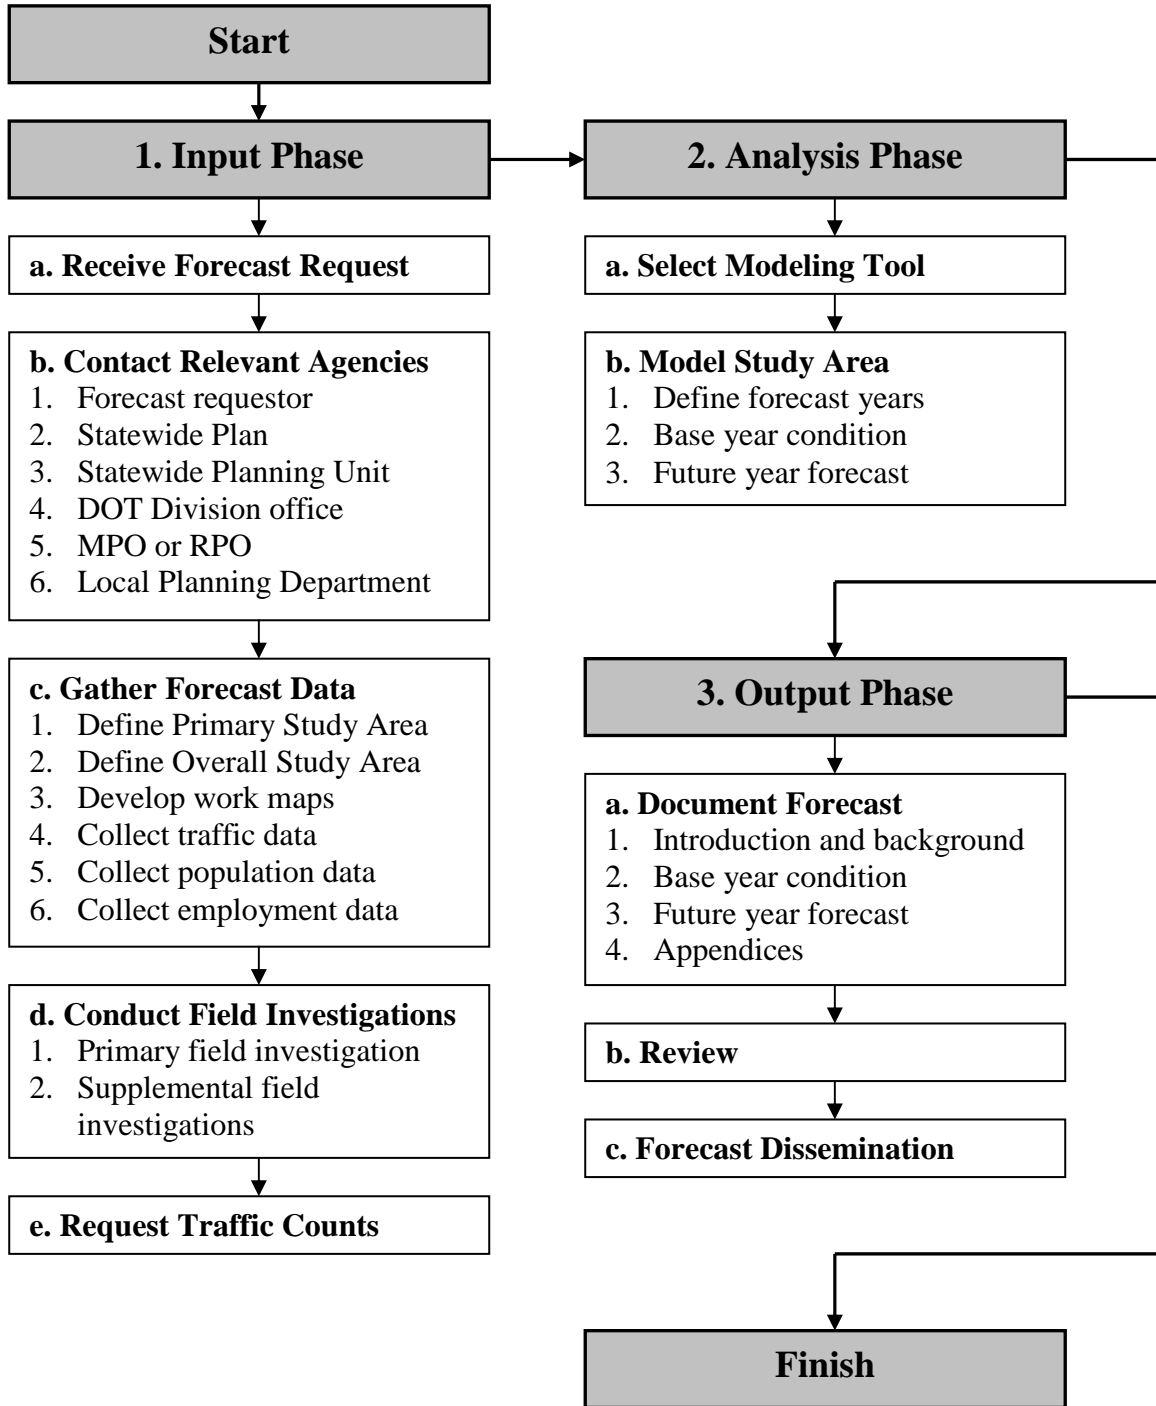 Start
1. Input Phase
a. Receive Forecast Request
b. Contact Relevant Agencies
1. Forecast requestor
2. Statewide Plan
3. Statewide Planning Unit
4. DOT Division office
5. MPO or RPO
6. Local Planning Department
c. Gather Forecast Data
1. Define Primary Study Area
2. Define Overall Study Area
3. Develop work maps
4. Collect traffic data
5. Collect population data
6. Collect employment data
d. Conduct Field Investigations
1. Primary field investigation
2. Supplemental field
investigations
e. Request Traffic Counts
2. Analysis Phase
a. Select Modeling Tool
b. Model Study Area
1. Define forecast years
2. Base year condition
3. Future year forecast
3. Output Phase
a. Document Forecast
1. Introduction and background
2. Base year condition
3. Future year forecast
4. Appendices
b. Review
c. Forecast Dissemination
Finish